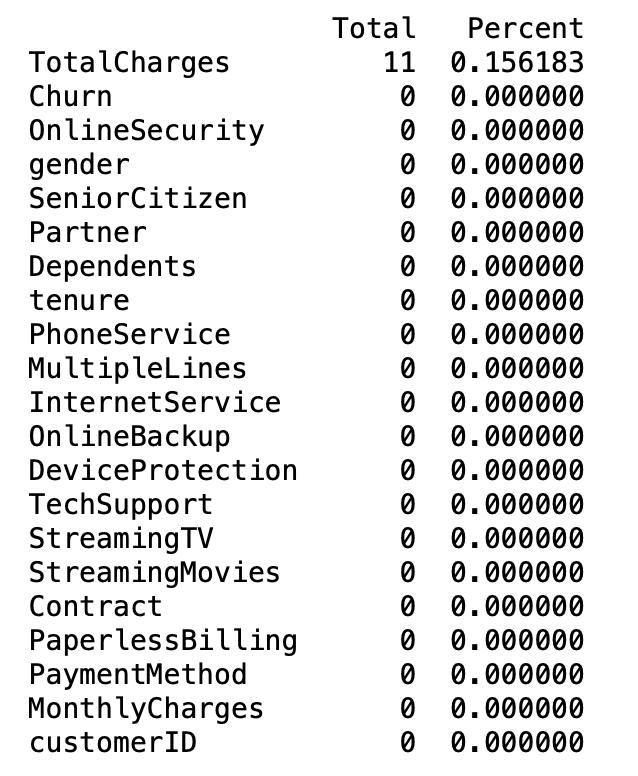 Total Percent
TotalCharges 11 0.156183
Churn 0 0.000000
OnlineSecurity 0 0.000000
gender 0 0.000000
SeniorCitizen 0 0.000000
Partner 0 0.000000
Dependents 0 0.000000
tenure 0 0.000000
PhoneService 0 0.000000
MultipleLines 0 0.000000
InternetService 0 0.000000
OnlineBackup 0 0.000000
DeviceProtection 0 0.000000
TechSupport 0 0.000000
StreamingTV 0 0.000000
StreamingMovies 0 0.000000
Contract 0 0.000000
PaperlessBilling 0 0.000000
PaymentMethod 0 0.000000
MonthlyCharges 0 0.000000
customerID 0 0.000000